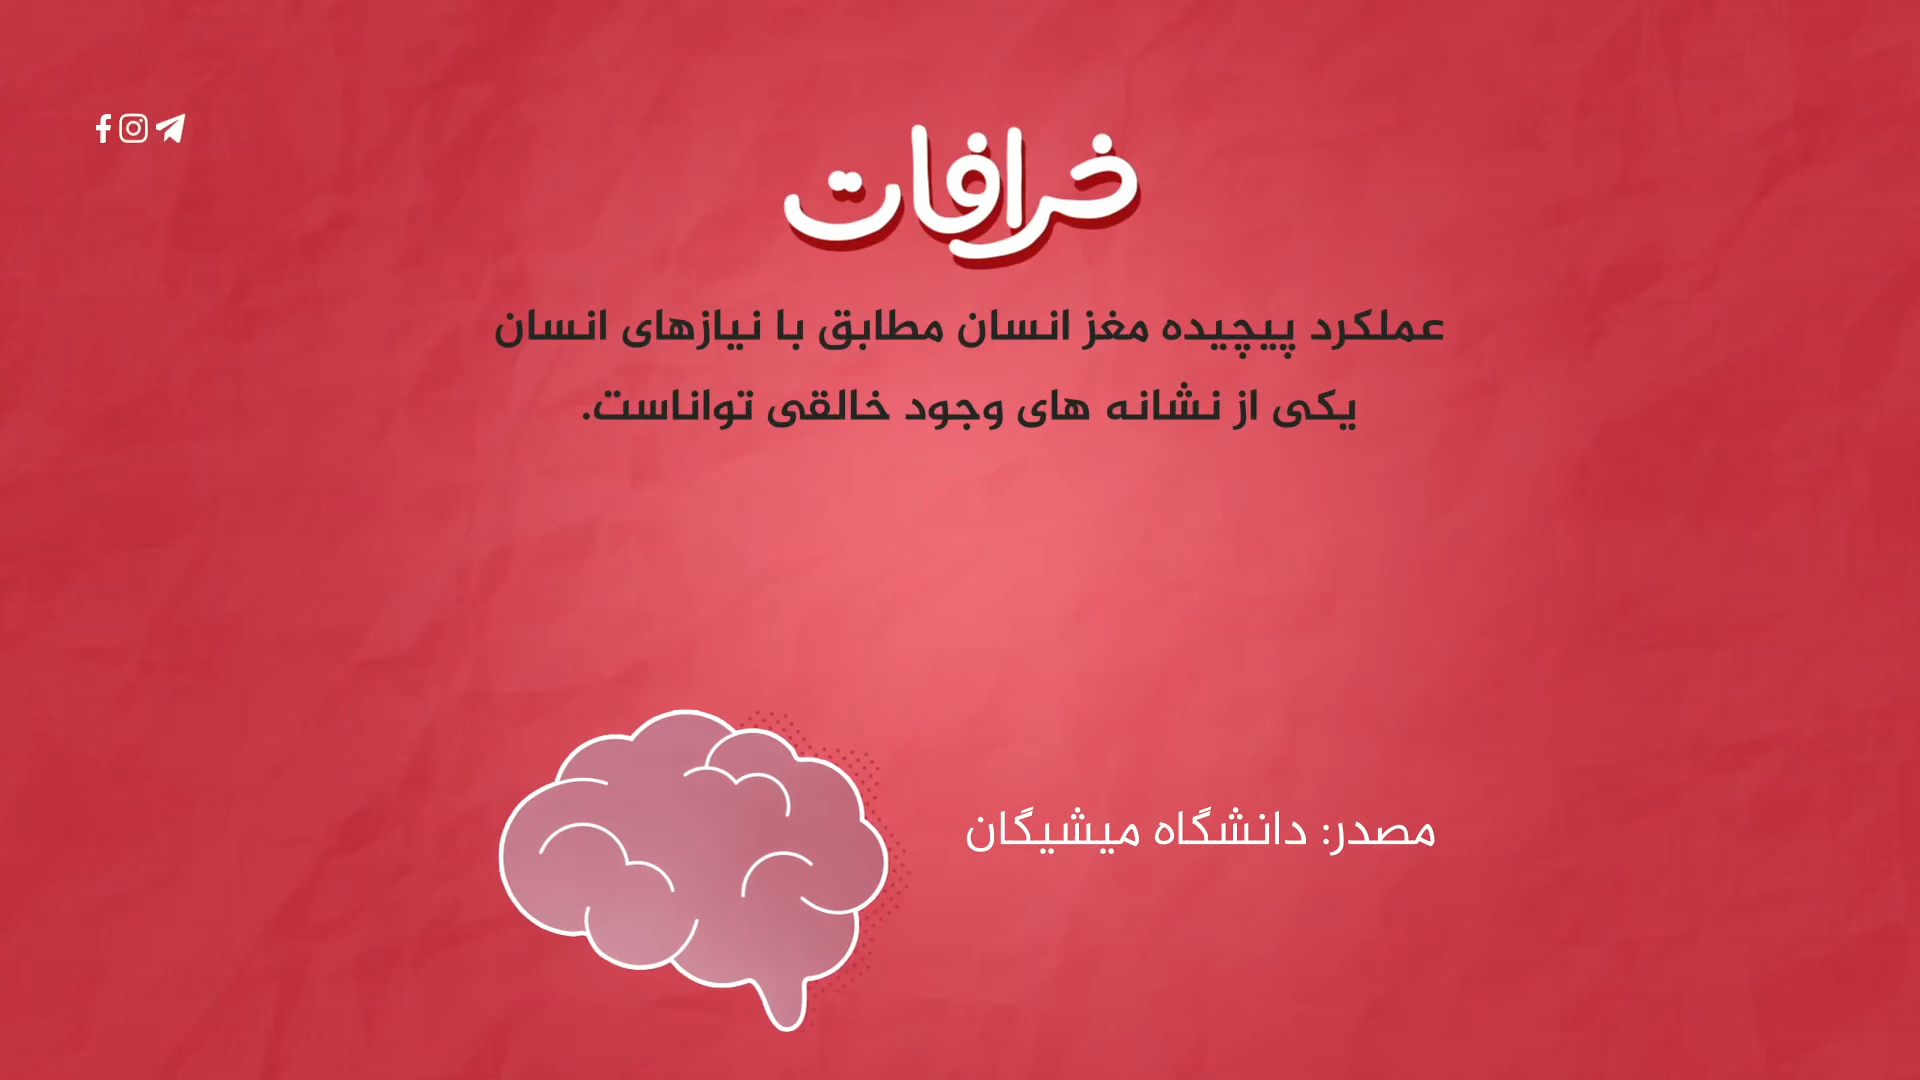 خرافات
عملکرد پیچیده مغز انسان مطابق با نیازهای انسان
یکی از نشانه های وجود خالقی تواناست.
مصدر: دانشگاه میشیگان